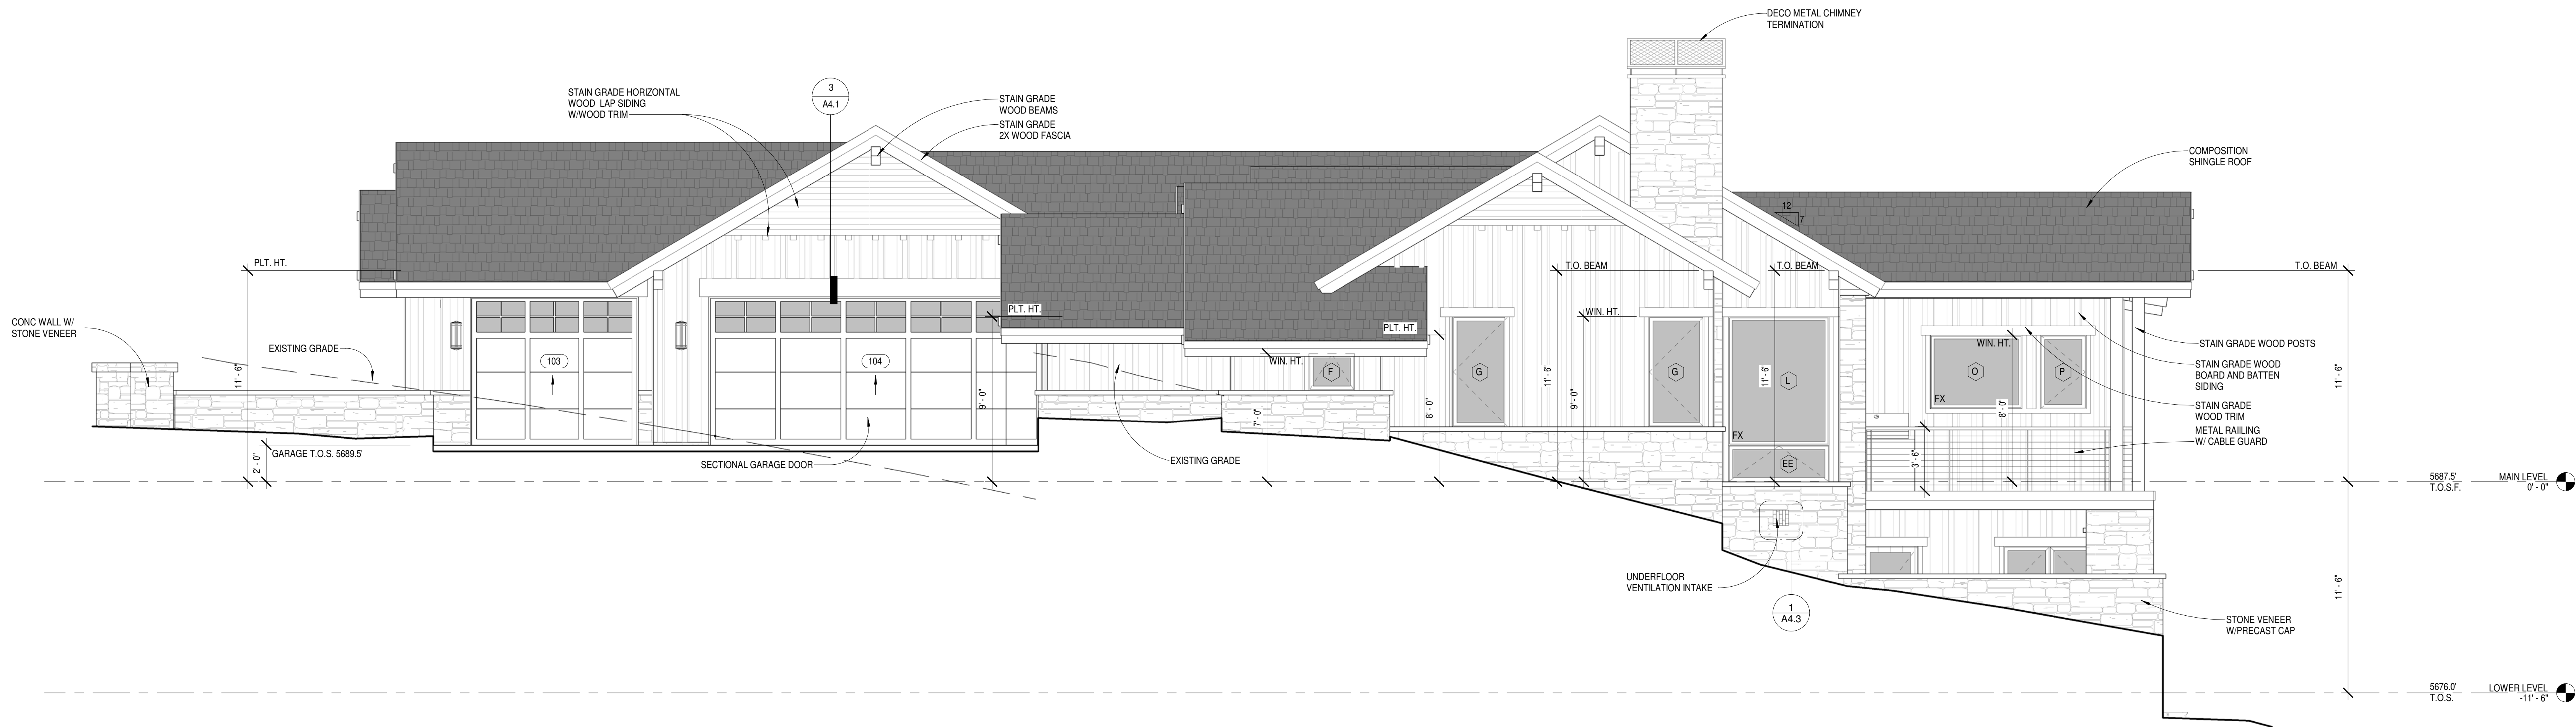 DECO METAL CHIMNEY
TERMINATION
STAIN GRADE HORIZONTAL
WOOD LAP SIDING
W/WOOD TRIM
3
A4.1
STAIN GRADE
WOOD BEAMS
STAIN GRADE
2X WOOD FASCIA
COMPOSITION
SHINGLE ROOF
12
7
PLT. HT.
T.O. BEAM
T.O. BEAM
T.O. BEAM
CONC WALL W/
STONE VENEER
EXISTING GRADE
11' - 6"
2' - 0"
GARAGE T.O.S. 5689.5'
103
104
SECTIONAL GARAGE DOOR
PLT. HT.
9' - 0"
EXISTING GRADE
WIN. HT.
7' - 0"
F
PLT. HT.
8' - 0"
G
11' - 6"
WIN. HT.
9' - 0"
G
11' - 6"
L
FX
EE
WIN. HT.
O
FX
8' - 0"
P
3' - 6"
STAIN GRADE WOOD POSTS
STAIN GRADE WOOD
BOARD AND BATTEN
SIDING
STAIN GRADE
WOOD TRIM
METAL RAIILNG
W/ CABLE GUARD
11' - 6"
5687.5'
T.O.S.F.
MAIN LEVEL
0' - 0"
UNDERFLOOR
VENTILATION INTAKE
1
A4.3
11' - 6"
STONE VENEER
W/PRECAST CAP
5676.0'
T.O.S.
LOWER LEVEL
-11' - 6"